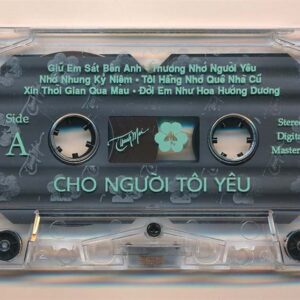 Giữ Em Sát Bên Anh • Thương Nhớ Người Yêu
Nhớ Nhung Kỷ Niệm • Tôi Hằng Nhớ Quê Nhà Cũ
Xin Thời Gian Qua Mau • Đời Em Như Hoa Hướng Dương
Side
A
Stereo
Digital
Master
CHO NGƯỜI TÔI YÊU